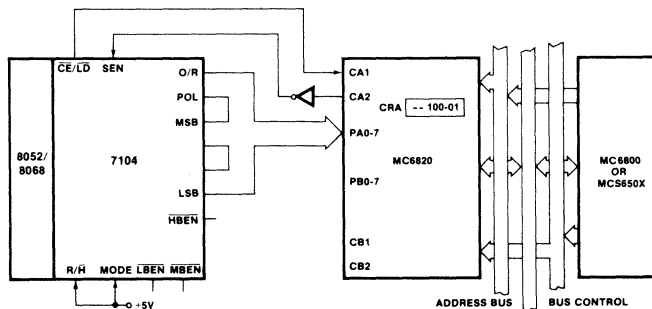 CE/LD SEN
O/R
POL
MSB
8052/
8068
7104
LSB
HBEN
R/H MODE LBEN MBEN
+5V
CA1
CA2
CRA -- 100-01
PA0-7
MC6820
PB0-7
CB1
CB2
MC6800
OR
MCS650X
ADDRESS BUS
BUS CONTROL